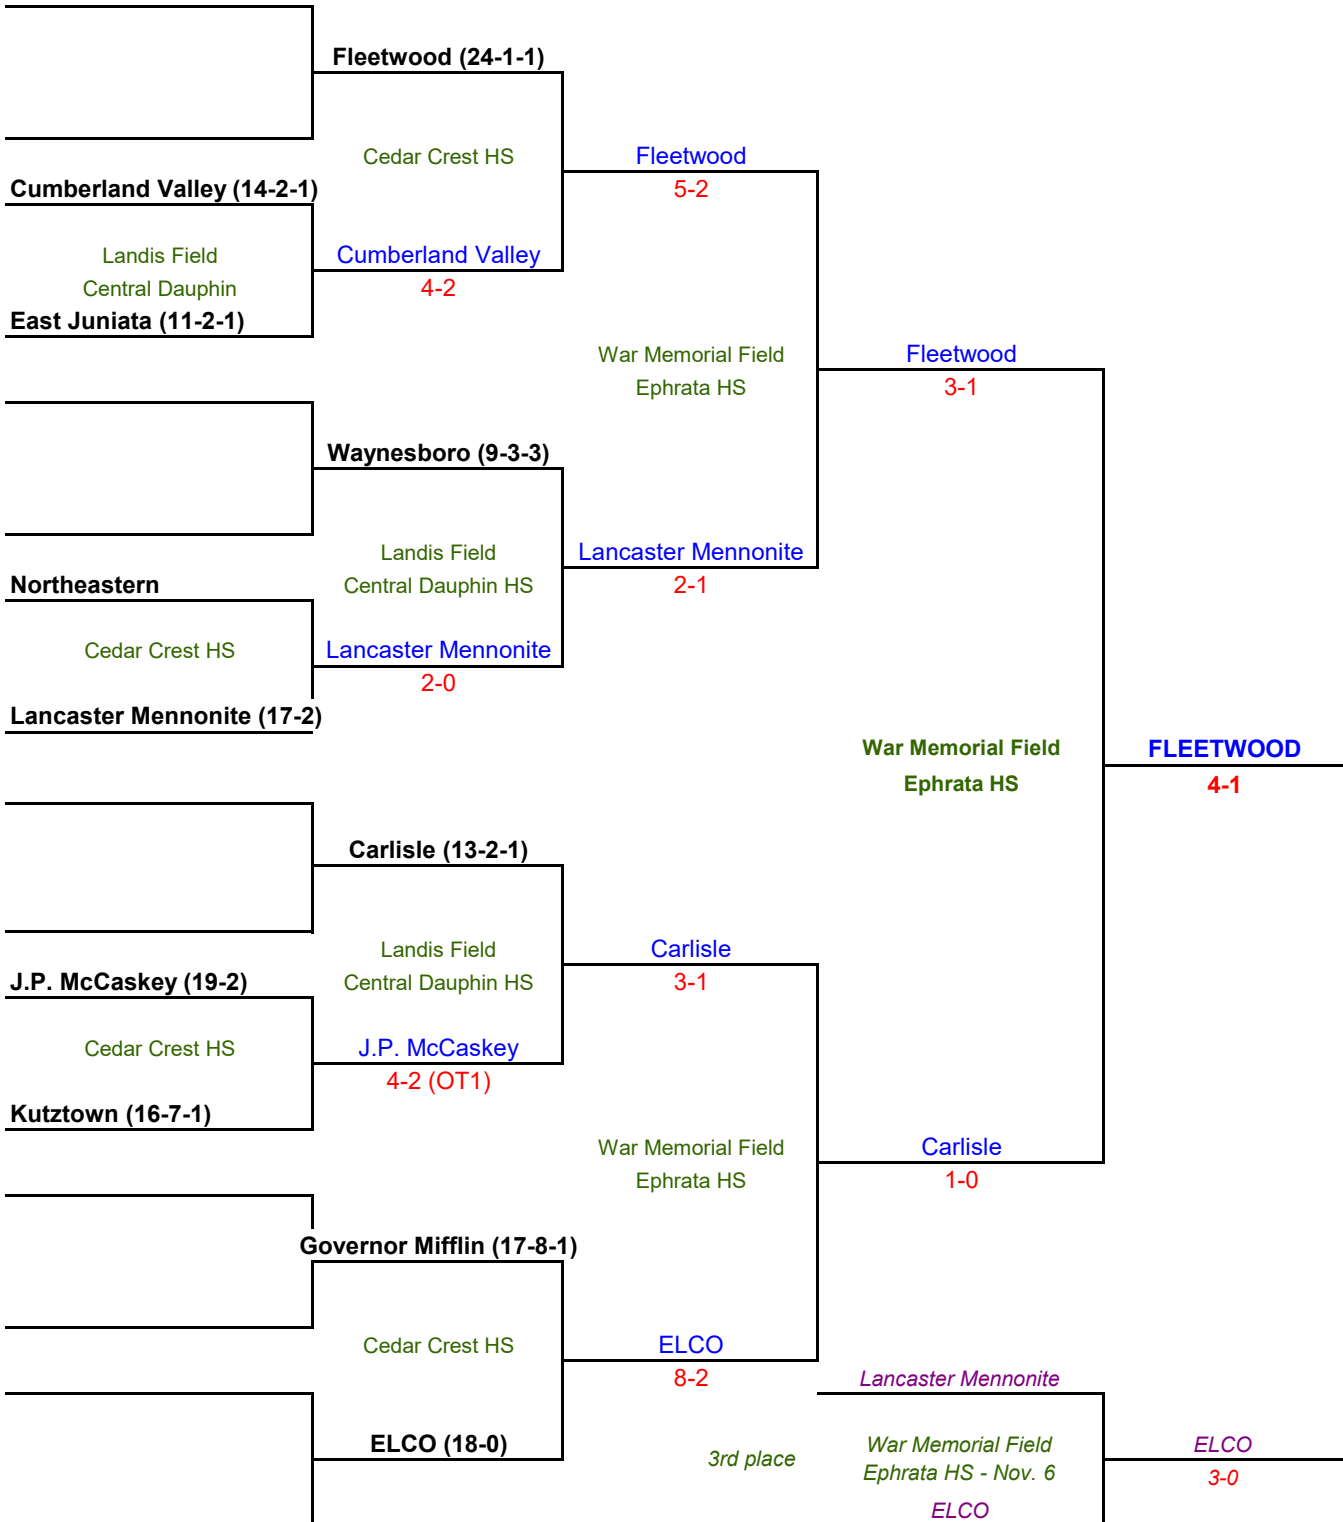 Fleetwood (24-1-1)
Cedar Crest HS
Fleetwood
5-2
Cumberland Valley (14-2-1)
Landis Field
Central Dauphin
Cumberland Valley
4-2
East Juniata (11-2-1)
War Memorial Field
Ephrata HS
Fleetwood
3-1
Waynesboro (9-3-3)
Landis Field
Central Dauphin HS
Lancaster Mennonite
2-1
Northeastern
Cedar Crest HS
Lancaster Mennonite
2-0
Lancaster Mennonite (17-2)
War Memorial Field
Ephrata HS
FLEETWOOD
4-1
Carlisle (13-2-1)
Landis Field
Central Dauphin HS
Carlisle
3-1
J.P. McCaskey (19-2)
Cedar Crest HS
J.P. McCaskey
4-2 (OT1)
Kutztown (16-7-1)
War Memorial Field
Ephrata HS
Carlisle
1-0
Governor Mifflin (17-8-1)
Cedar Crest HS
ELCO
8-2
ELCO (18-0)
Lancaster Mennonite
3rd place
War Memorial Field
Ephrata HS - Nov. 6
ELCO
ELCO
3-0